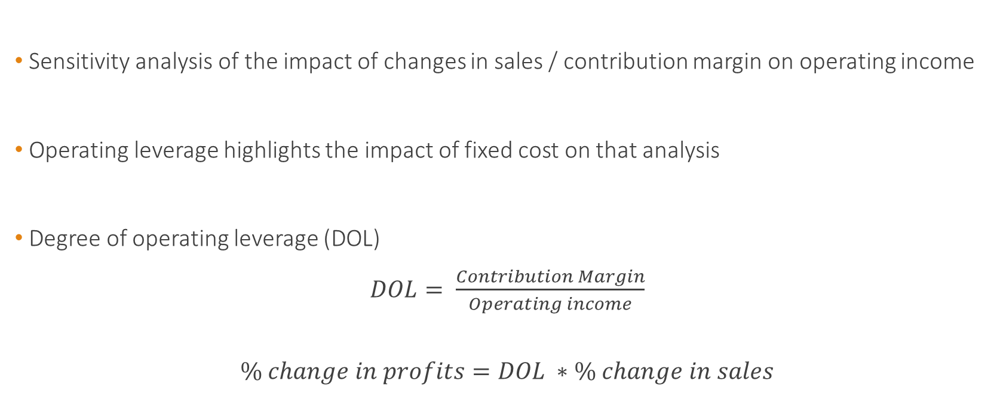 • Sensitivity analysis of the impact of changes in sales / contribution margin on operating income
• Operating leverage highlights the impact of fixed cost on that analysis
• Degree of operating leverage (DOL)
DOL = Contribution Margin / Operating income
% change in profits = DOL * % change in sales